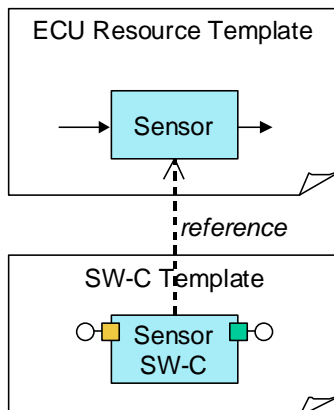 ECU Resource Template
Sensor
reference
SW-C Template
Sensor
SW-C